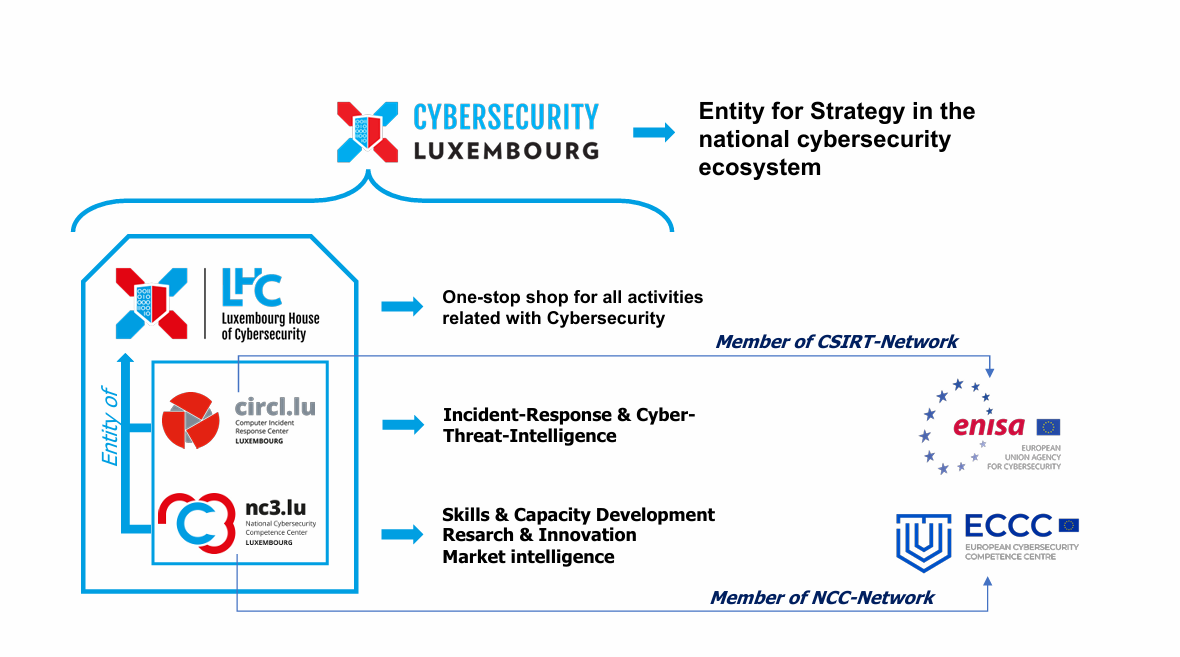 CYBERSECURITY
LUXEMBOURG
Entity for Strategy in the
national cybersecurity
ecosystem
LHC
Luxembourg House
of Cybersecurity
One-stop shop for all activities
related with Cybersecurity
Member of CSIRT-Network
Entity of
circl.lu
Computer Incident
Response Center
LUXEMBOURG
Incident-Response & Cyber-
Threat-Intelligence
enisa
EUROPEAN
UNION AGENCY
FOR CYBERSECURITY
nc3.lu
National Cybersecurity
Competence Center
LUXEMBOURG
Skills & Capacity Development
Resarch & Innovation
Market intelligence
ECCC
EUROPEAN CYBERSECURITY
COMPETENCE CENTRE
Member of NCC-Network